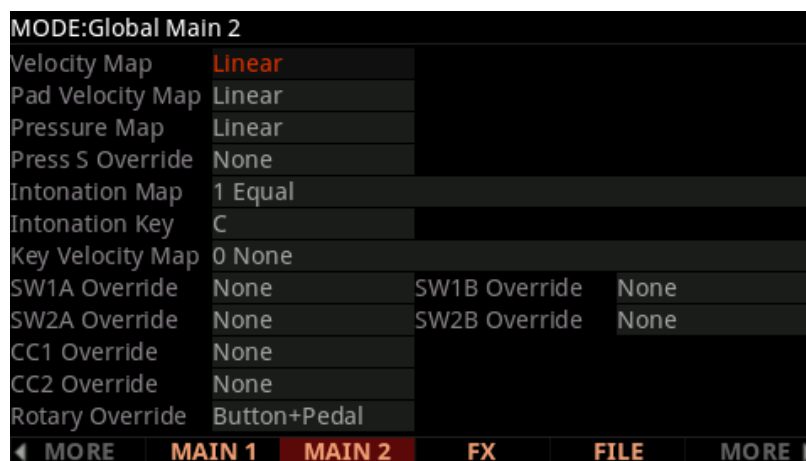 MODE:Global Main 2
Velocity Map Linear
Pad Velocity Map Linear
Pressure Map Linear
Press S Override None
Intonation Map 1 Equal
Intonation Key C
Key Velocity Map 0 None
SW1A Override None SW1B Override None
SW2A Override None SW2B Override None
CC1 Override None
CC2 Override None
Rotary Override Button+Pedal
MORE MAIN 1 MAIN 2 FX FILE MORE